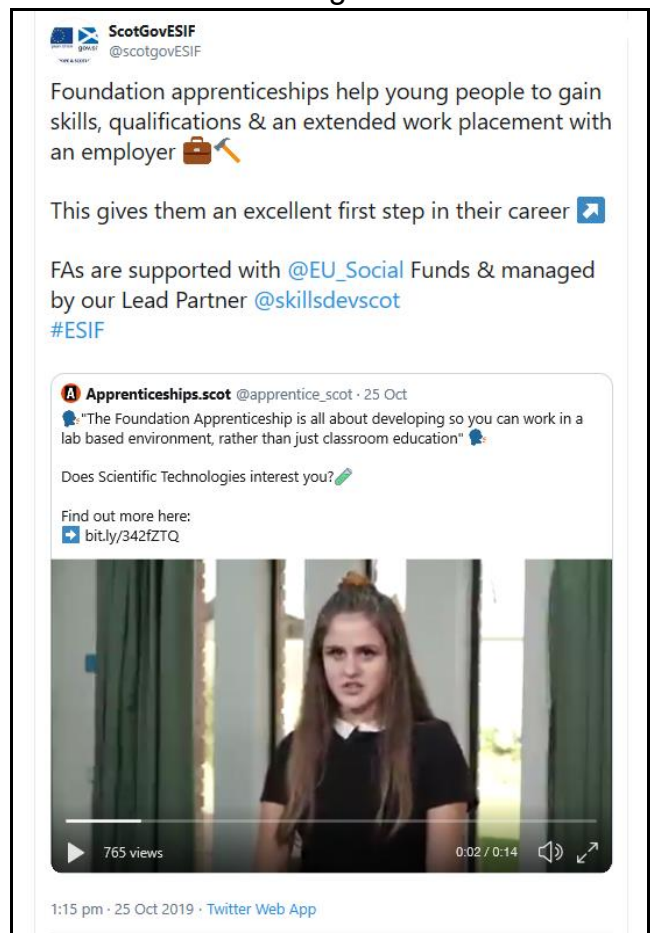 ScotGovESIF
@scotgovESIF
Foundation apprenticeships help young people to gain
skills, qualifications & an extended work placement with
an employer 💼🔨
This gives them an excellent first step in their career ↗️
FAs are supported with @EU_Social Funds & managed
by our Lead Partner @skillsdevscot
#ESIF
A Apprenticeships.scot @apprentice_scot · 25 Oct
🗣️"The Foundation Apprenticeship is all about developing so you can work in a
lab based environment, rather than just classroom education" 🗣️
Does Scientific Technologies interest you?🧪
Find out more here:
➡️ bit.ly/342fZTQ
765 views
0:02 / 0:14
1:15 pm · 25 Oct 2019 · Twitter Web App